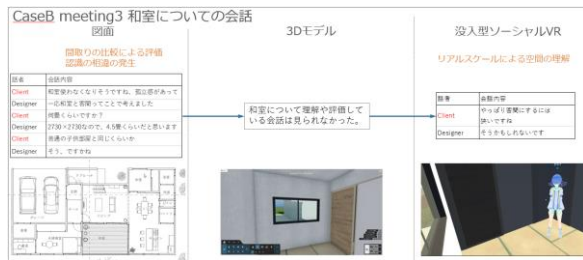 CaseB meeting3 和室についての会話
図面
間取りの比較による評価
認識の相違の発生
話者 会話内容
Client 和室使わなくなりそうですね、孤立感があって
Designer 一応和室と客間ってことで考えました
Client 何畳くらいですか?
Designer 2730×2730なので、4.5畳くらいだと思います
Client 普通の子供部屋と同じくらいか
Designer そう、ですかね
3Dモデル
和室について理解や評価して
いる会話は見られなかった。
没入型ソーシャルVR
リアルスケールによる空間の理解
話者 会話内容
Client やっぱり客間にするには
狭いですね
Designer そうかもしれないです